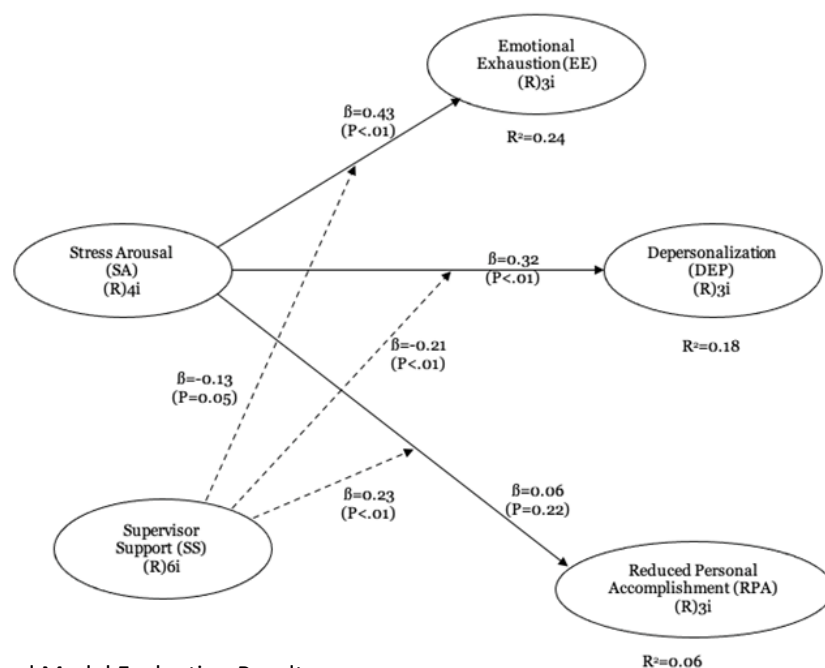 Emotional
Exhaustion (EE)
(R)3i
R²=0.24
ß=0.43
(P<.01)
Stress Arousal
(SA)
(R)4i
ß=0.32
(P<.01)
Depersonalization
(DEP)
(R)3i
R²=0.18
ß=-0.21
(P<.01)
ß=-0.13
(P=0.05)
ß=0.23
(P<.01)
ß=0.06
(P=0.22)
Supervisor
Support (SS)
(R)6i
Reduced Personal
Accomplishment (RPA)
(R)3i
R²=0.06